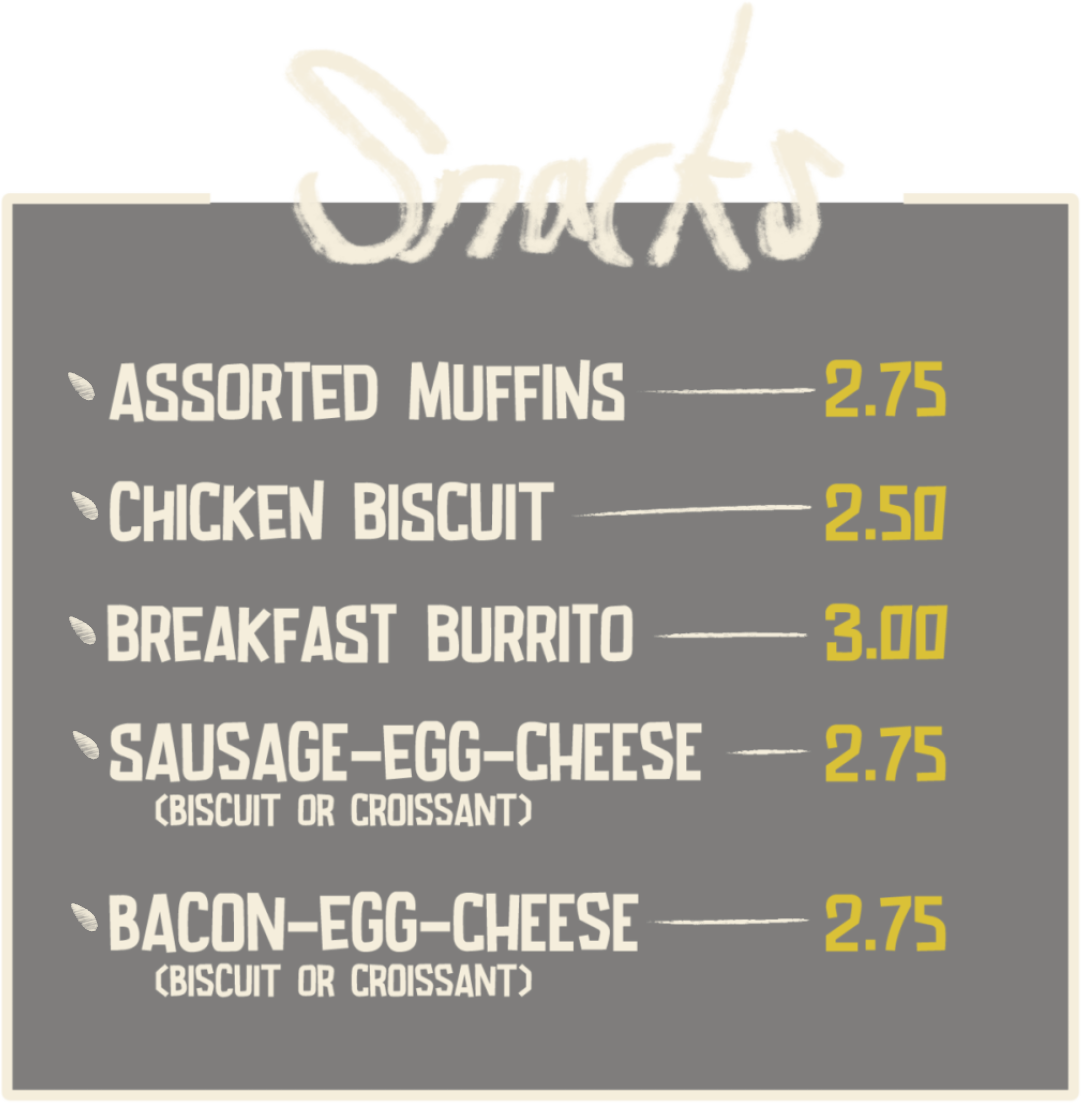 Snacks
ASSORTED MUFFINS 2.75
CHICKEN BISCUIT 2.50
BREAKFAST BURRITO 3.00
SAUSAGE-EGG-CHEESE 2.75
(BISCUIT OR CROISSANT)
BACON-EGG-CHEESE 2.75
(BISCUIT OR CROISSANT)